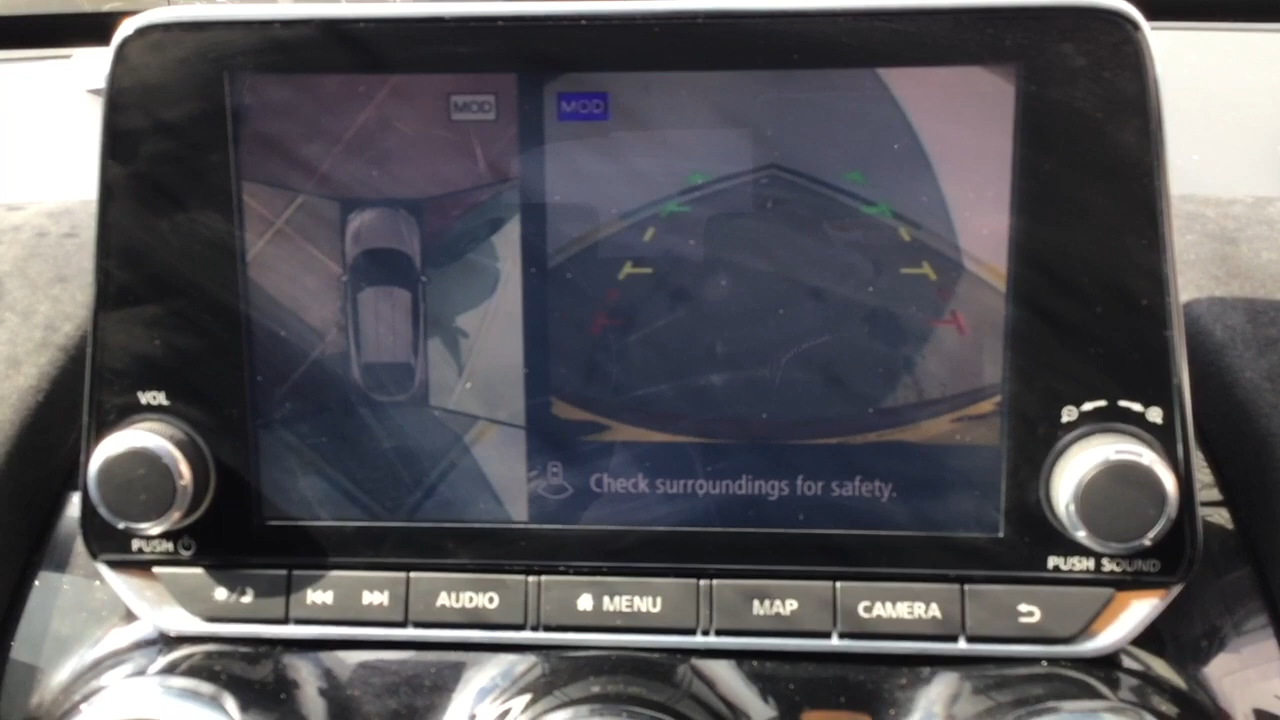 MOD
MOD
Check surroundings for safety.
VOL
PUSH
PUSH SOUND
AUDIO
MENU
MAP
CAMERA